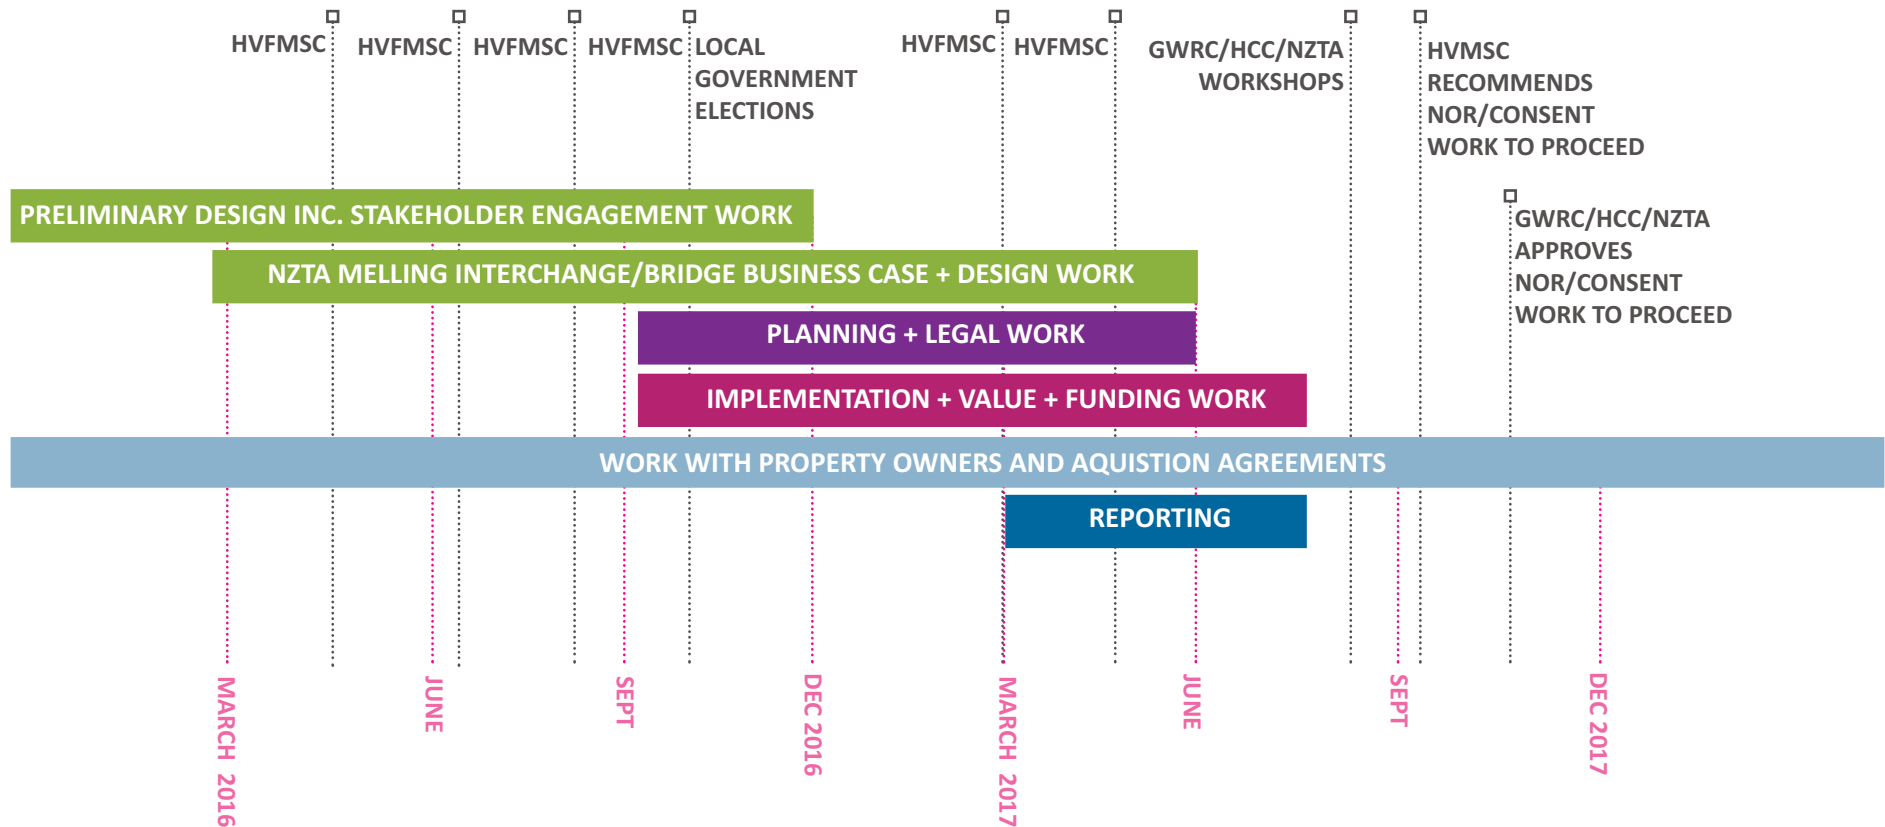 HVFMSC
HVFMSC
HVFMSC
HVFMSC
LOCAL
GOVERNMENT
ELECTIONS
HVFMSC
HVFMSC
GWRC/HCC/NZTA
WORKSHOPS
HVMSC
RECOMMENDS
NOR/CONSENT
WORK TO PROCEED
GWRC/HCC/NZTA
APPROVES
NOR/CONSENT
WORK TO PROCEED
PRELIMINARY DESIGN INC. STAKEHOLDER ENGAGEMENT WORK
NZTA MELLING INTERCHANGE/BRIDGE BUSINESS CASE + DESIGN WORK
PLANNING + LEGAL WORK
IMPLEMENTATION + VALUE + FUNDING WORK
WORK WITH PROPERTY OWNERS AND AQUISTION AGREEMENTS
REPORTING
MARCH 2016
JUNE
SEPT
DEC 2016
MARCH 2017
JUNE
SEPT
DEC 2017